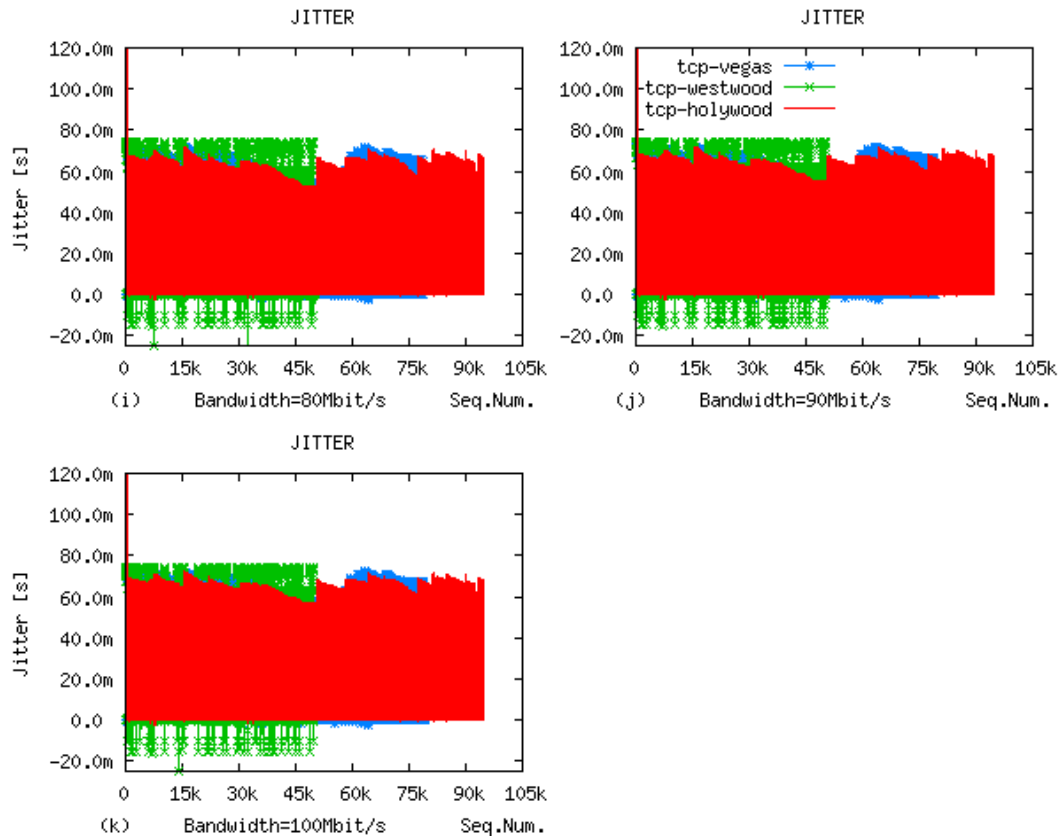 JITTER
120.0m
100.0m
80.0m
60.0m
40.0m
20.0m
0.0
-20.0m
Jitter [s]
0 15k 30k 45k 60k 75k 90k 105k
(i) Bandwidth=80Mbit/s Seq.Num.
JITTER
tcp-vegas
tcp-westwood
tcp-holywood
120.0m
100.0m
80.0m
60.0m
40.0m
20.0m
0.0
-20.0m
0 15k 30k 45k 60k 75k 90k 105k
(j) Bandwidth=90Mbit/s Seq.Num.
JITTER
120.0m
100.0m
80.0m
60.0m
40.0m
20.0m
0.0
-20.0m
Jitter [s]
0 15k 30k 45k 60k 75k 90k 105k
(k) Bandwidth=100Mbit/s Seq.Num.